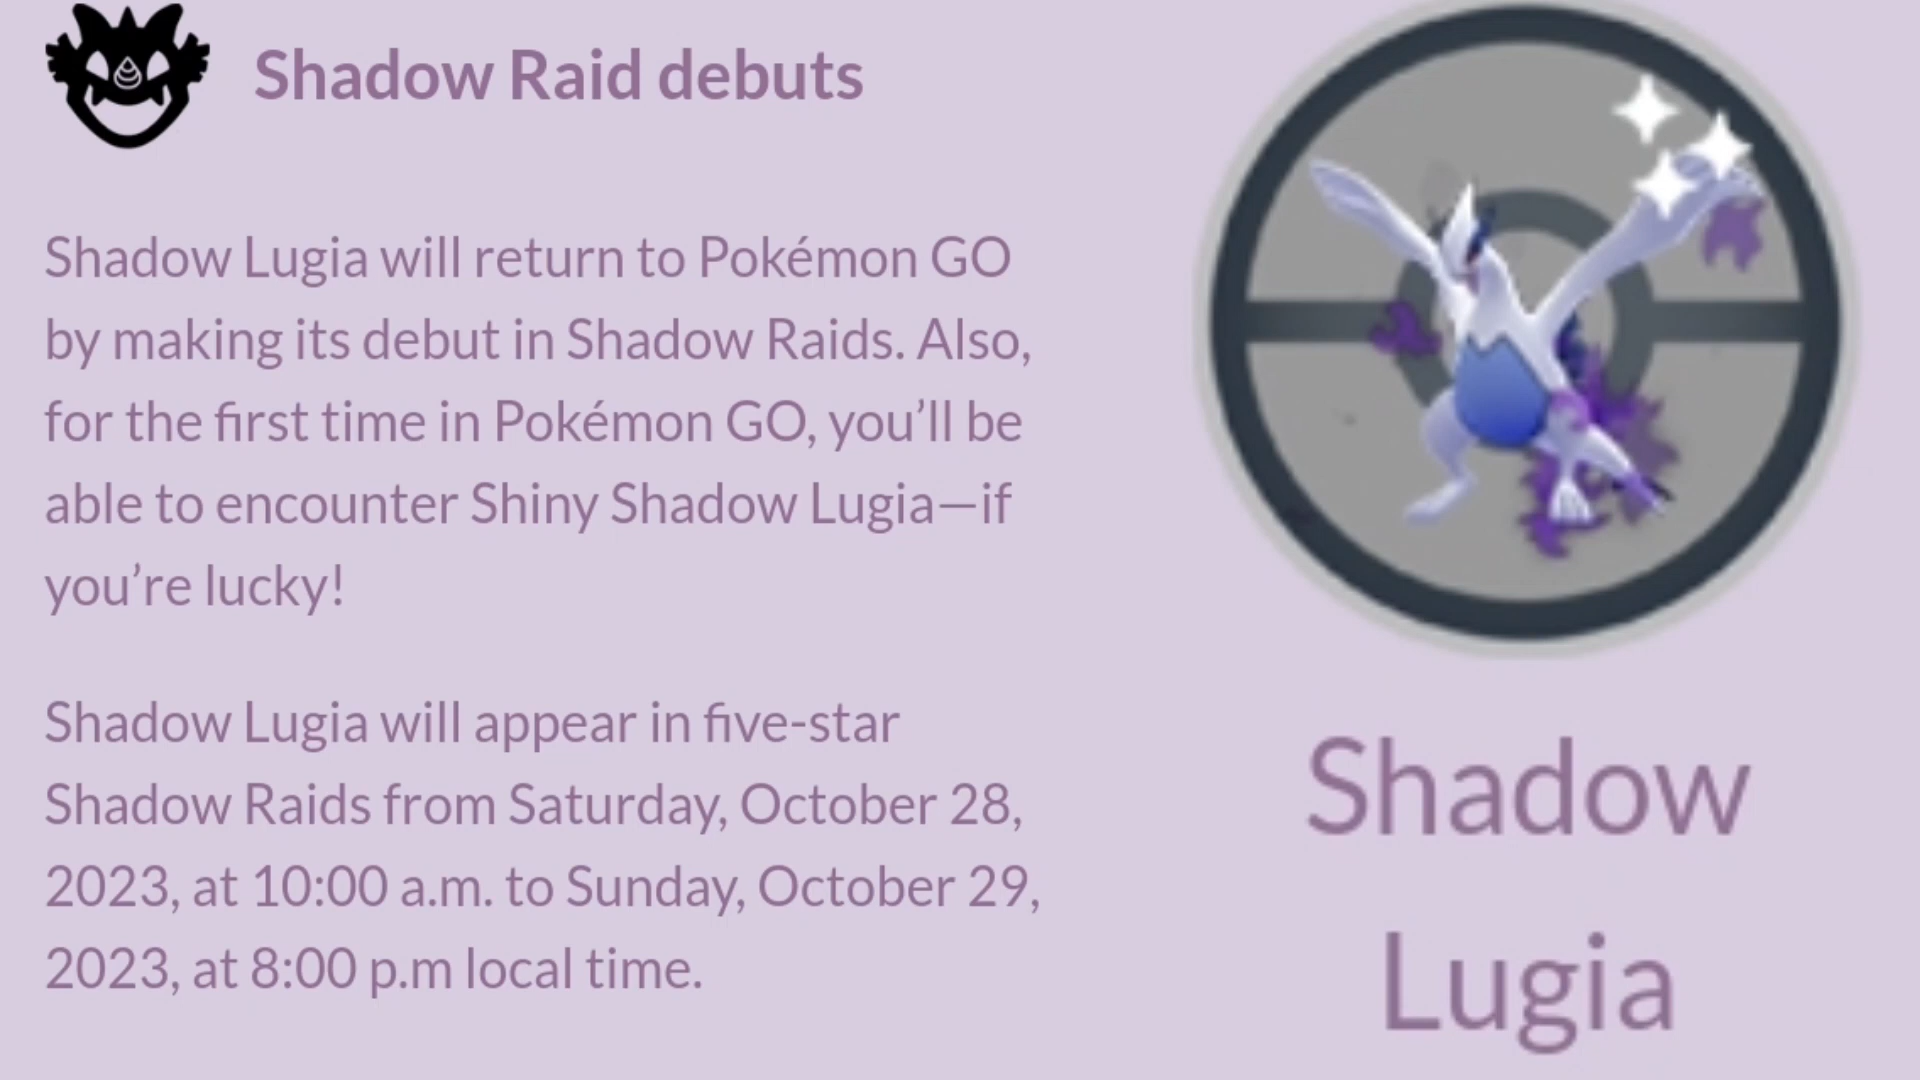 Shadow Raid debuts
Shadow Lugia will return to Pokémon GO
by making its debut in Shadow Raids. Also,
for the first time in Pokémon GO, you’ll be
able to encounter Shiny Shadow Lugia—if
you’re lucky!
Shadow Lugia will appear in five-star
Shadow Raids from Saturday, October 28,
2023, at 10:00 a.m. to Sunday, October 29,
2023, at 8:00 p.m local time.
Shadow
Lugia